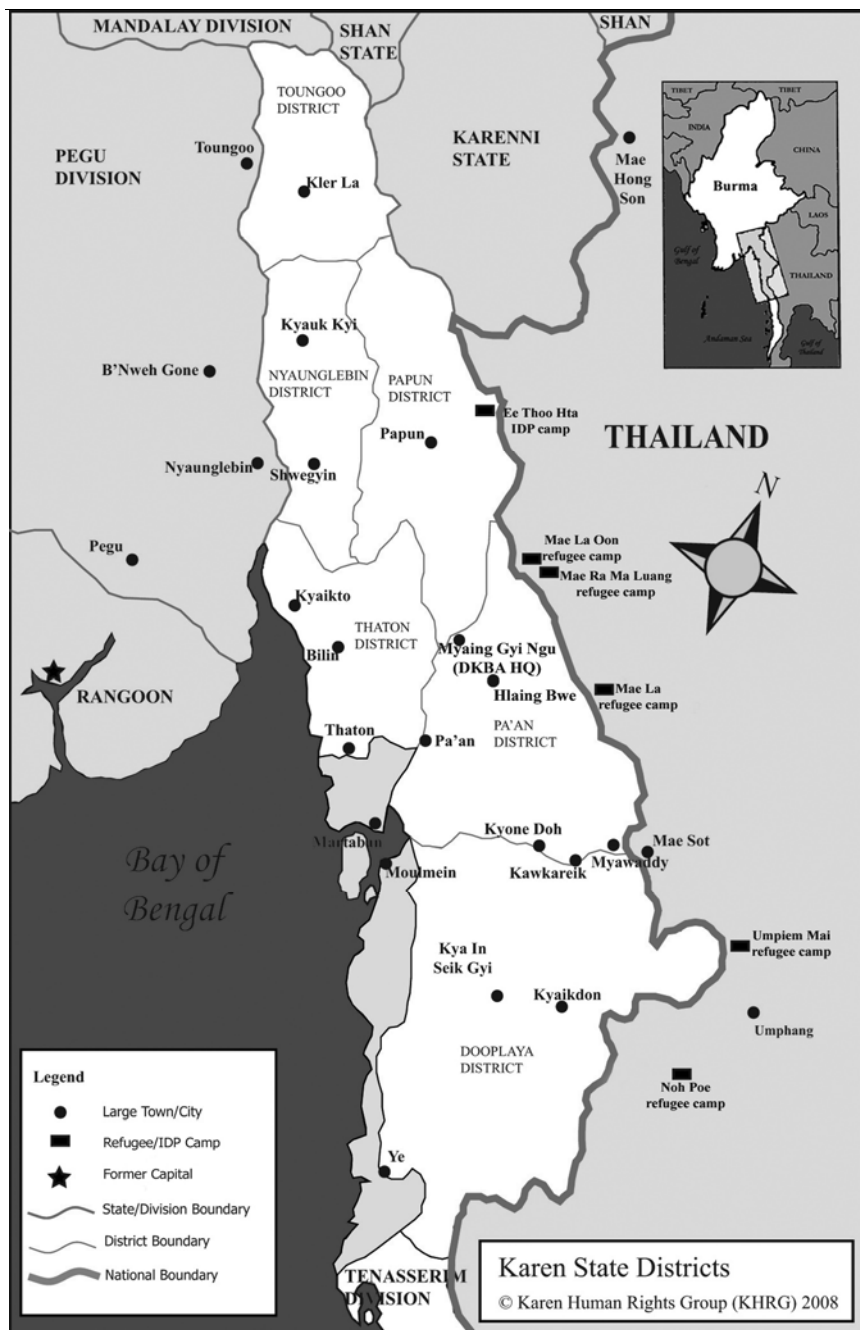 MANDALAY DIVISION
SHAN
STATE
SHAN
TOUNGOO
DISTRICT
KARENNI
STATE
Toungoo
PEGU
DIVISION
Kler La
Mae
Hong
Son
TIBET
TIBET
INDIA
CHINA
Burma
LAOS
Gulf of
Bengal
THAILAND
Andaman Sea
Gulf of
Thailand
Kyauk Kyi
B'Nweh Gone
NYAUNGLEBIN
DISTRICT
PAPUN
DISTRICT
Ee Thoo Hta
IDP camp
THAILAND
Papun
Nyaunglebin
Shwegyin
N
Pegu
Mae La Oon
refugee camp
Mae Ra Ma Luang
refugee camp
Kyaikto
THATON
DISTRICT
Bilin
Myaing Gyi Ngu
(DKBA HQ)
Hlaing Bwe
Mae La
refugee camp
RANGOON
Thaton
Pa'an
PA'AN
DISTRICT
Martaban
Kyone Doh
Mae Sot
Bay of
Bengal
Moulmein
Kawkareik
Myawaddy
Kya In
Seik Gyi
Umpiem Mai
refugee camp
Kyaikdon
Umphang
DOOPLAYA
DISTRICT
Noh Poe
refugee camp
Legend
Large Town/City
Refugee/IDP Camp
Former Capital
State/Division Boundary
District Boundary
National Boundary
Ye
TENASSERIM
DIVISION
Karen State Districts
© Karen Human Rights Group (KHRG) 2008